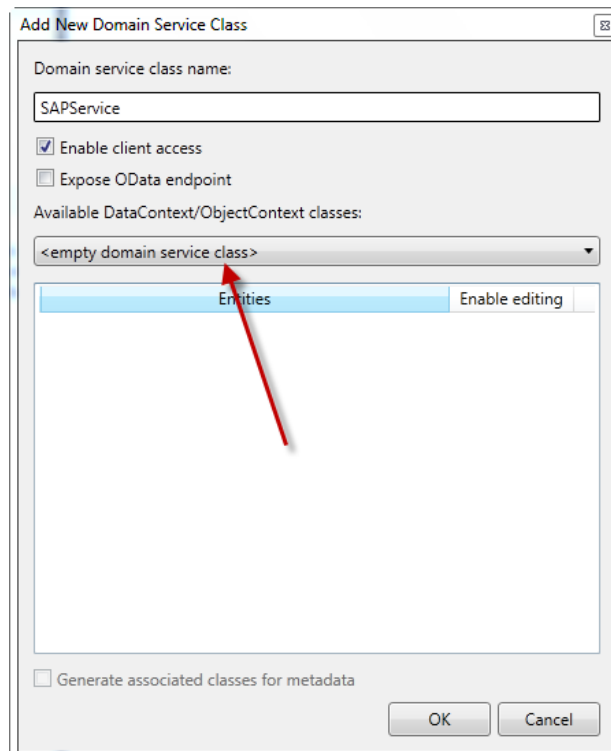 Add New Domain Service Class
Domain service class name:
SAPService
Enable client access
Expose OData endpoint
Available DataContext/ObjectContext classes:
<empty domain service class>
Entities Enable editing
Generate associated classes for metadata
OK Cancel